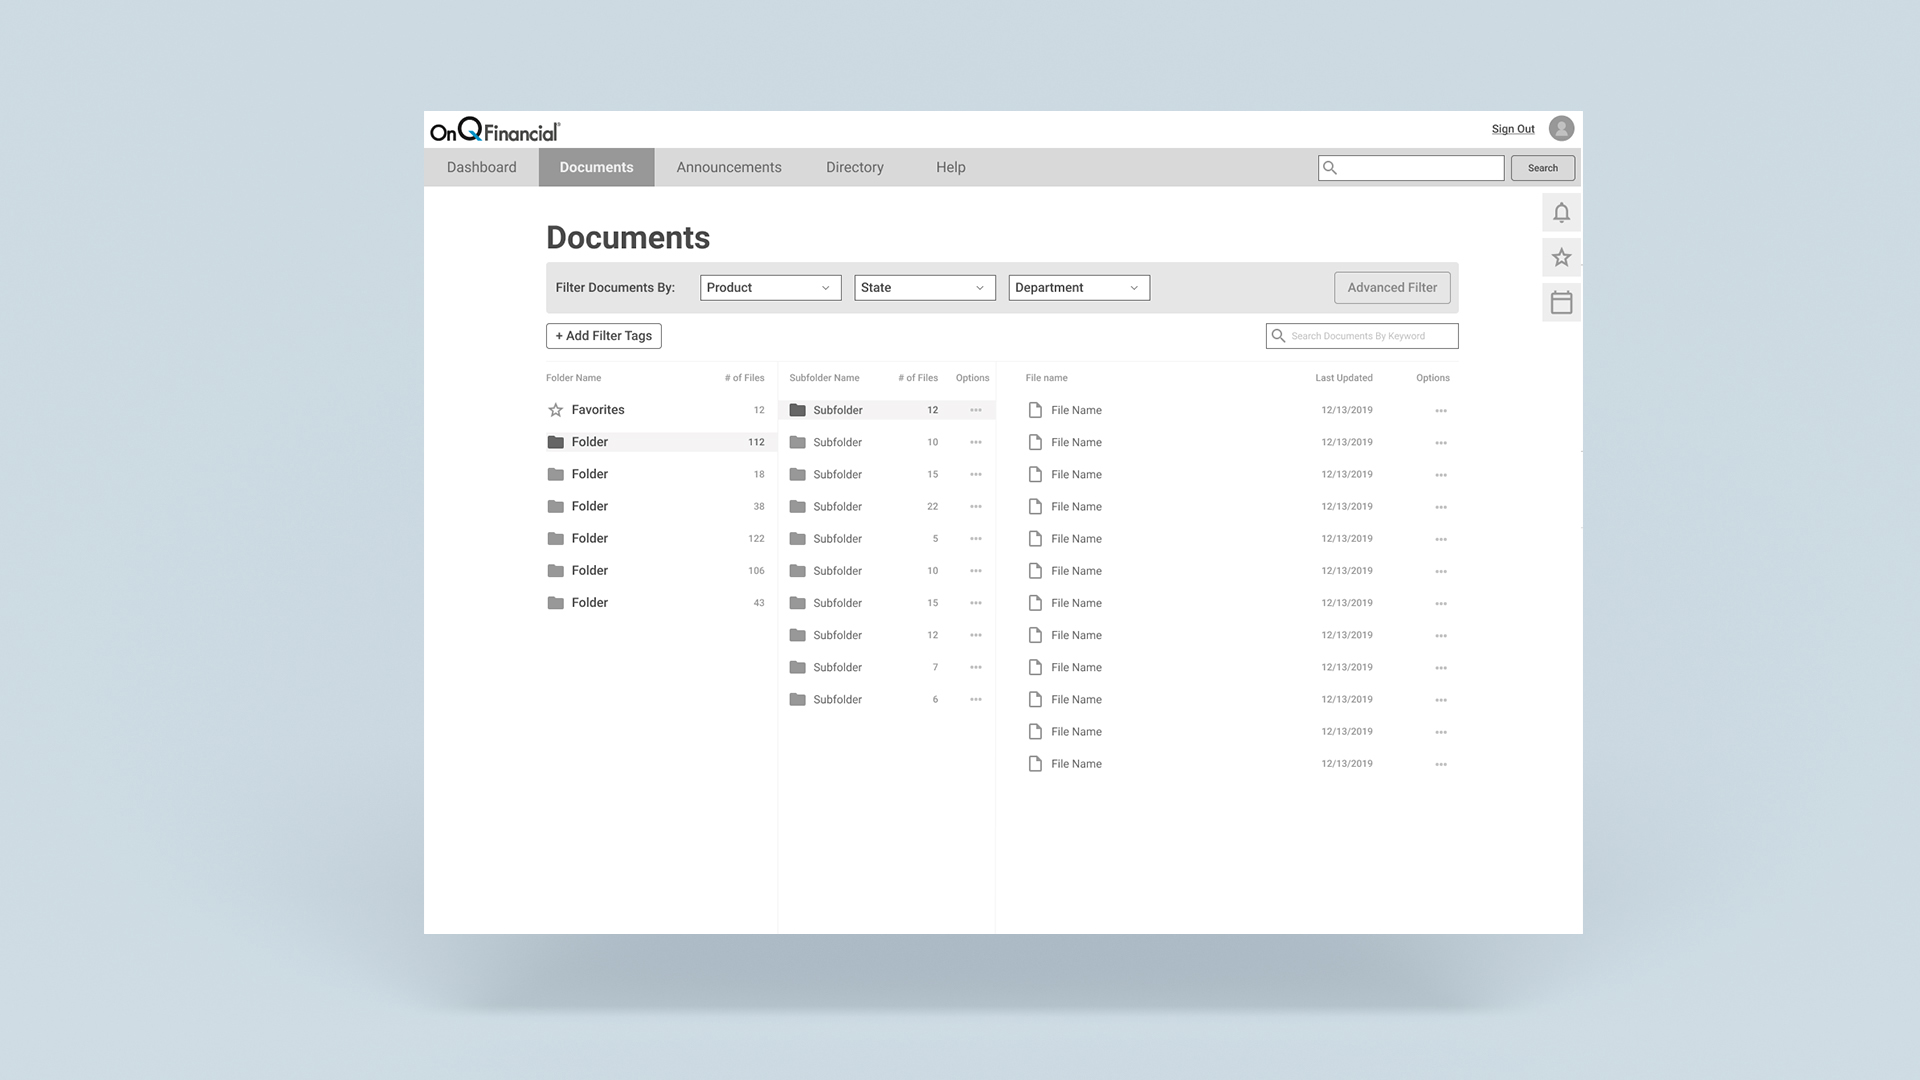 OnQFinancial®
Sign Out
Dashboard Documents Announcements Directory Help Search
Documents
Filter Documents By: Product State Department Advanced Filter
+ Add Filter Tags Search Documents By Keyword
Folder Name # of Files Subfolder Name # of Files Options File name Last Updated Options
Favorites 12 Subfolder 12 ••• File Name 12/13/2019 •••
Folder 112 Subfolder 10 ••• File Name 12/13/2019 •••
Folder 18 Subfolder 15 ••• File Name 12/13/2019 •••
Folder 38 Subfolder 22 ••• File Name 12/13/2019 •••
Folder 122 Subfolder 5 ••• File Name 12/13/2019 •••
Folder 106 Subfolder 10 ••• File Name 12/13/2019 •••
Folder 43 Subfolder 15 ••• File Name 12/13/2019 •••
Subfolder 12 ••• File Name 12/13/2019 •••
Subfolder 7 ••• File Name 12/13/2019 •••
Subfolder 6 ••• File Name 12/13/2019 •••
File Name 12/13/2019 •••
File Name 12/13/2019 •••